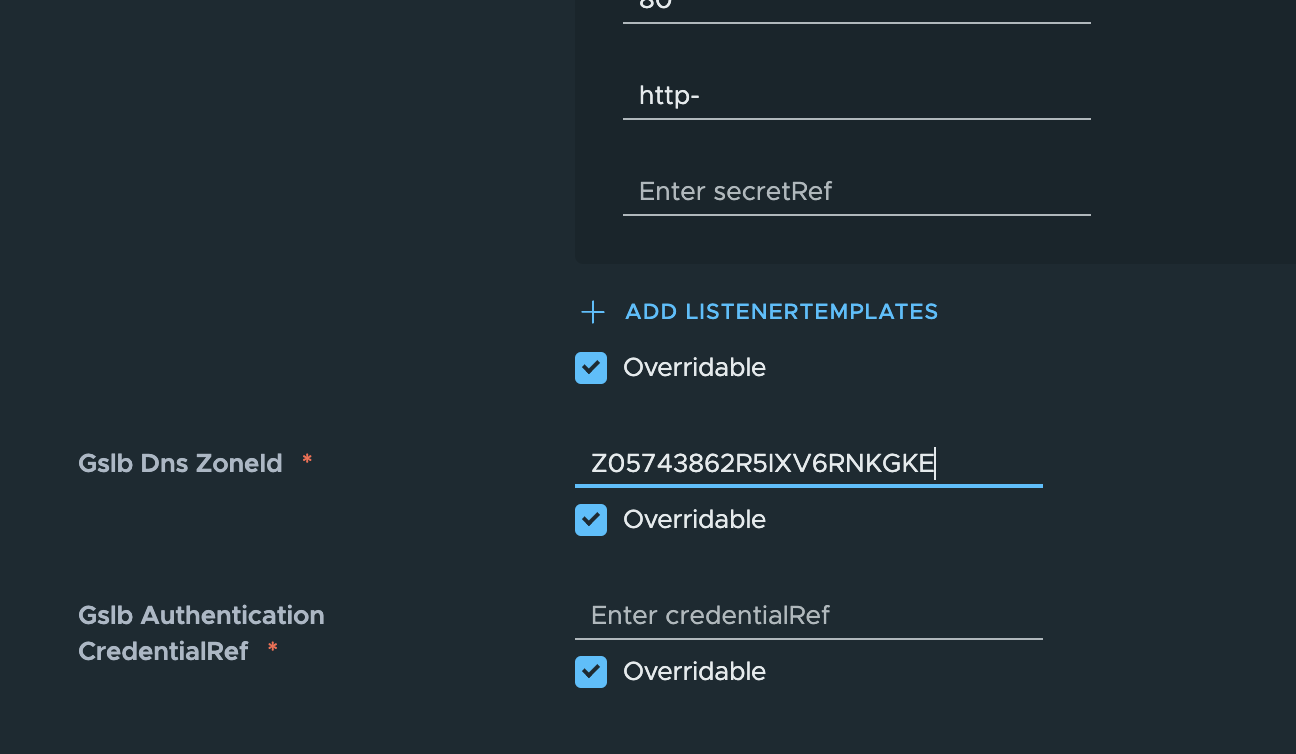 80
http-
Enter secretRef
ADD LISTENERTEMPLATES
Overridable
Gslb Dns ZoneId *
Z05743862R5IXV6RNKGKE
Overridable
Gslb Authentication
CredentialRef *
Enter credentialRef
Overridable